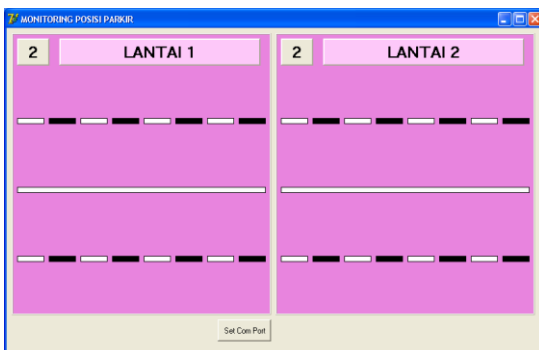 MONITORING POSISI PARKIR
2 LANTAI 1
2 LANTAI 2
Set Com Port